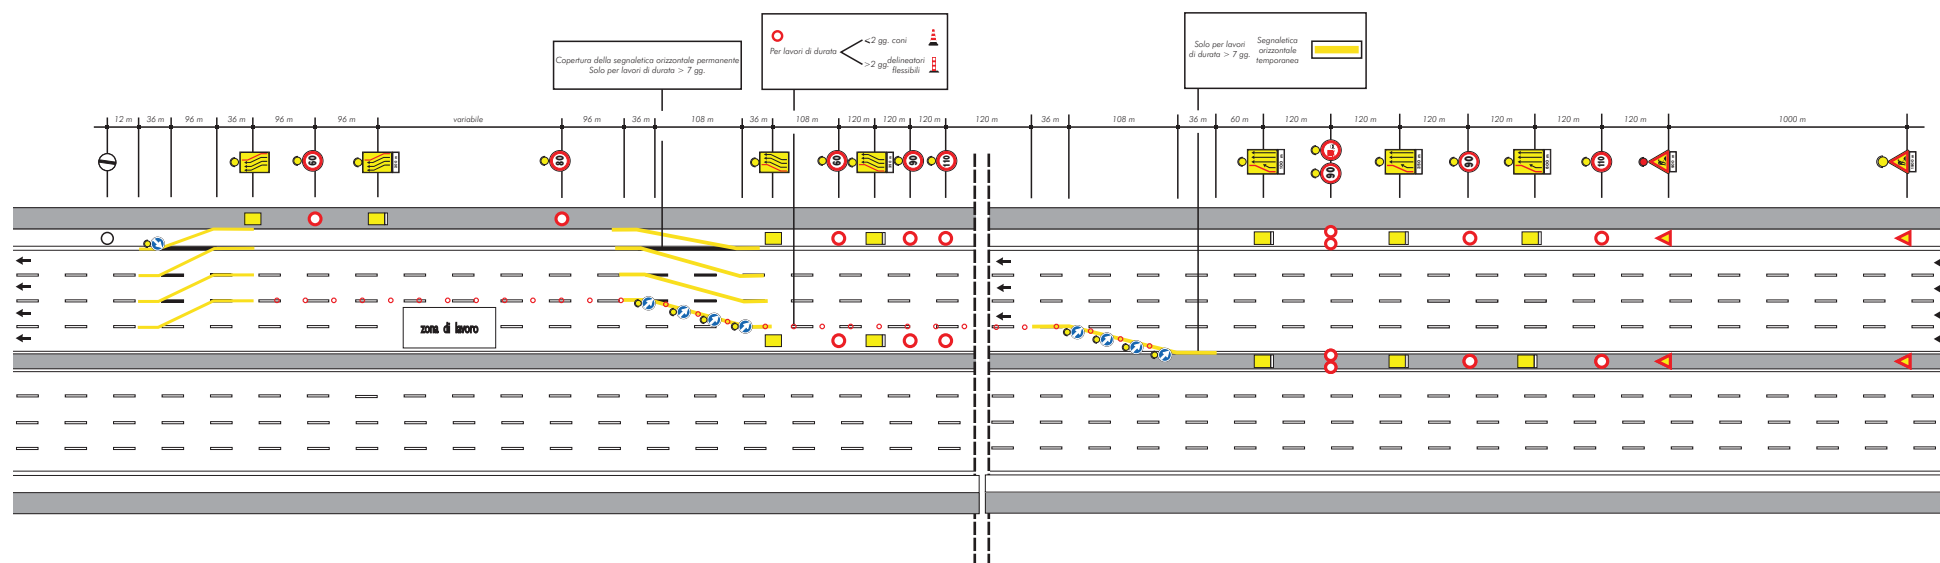 Copertura della segnaletica orizzontale permanente
Solo per lavori di durata > 7 gg.
Per lavori di durata
<2 gg. coni
>2 gg. delineatori
flessibili
Solo per lavori
di durata > 7 gg.
Segnaletica
orizzontale
temporanea
12 m 36 m 96 m 36 m 96 m 96 m variabile 96 m 36 m 108 m 36 m 108 m 120 m 120 m 120 m 120 m 36 m 108 m 36 m 60 m 120 m 120 m 120 m 120 m 120 m 120 m 1000 m
60 80 60 90 110 90 90 110
zona di lavoro